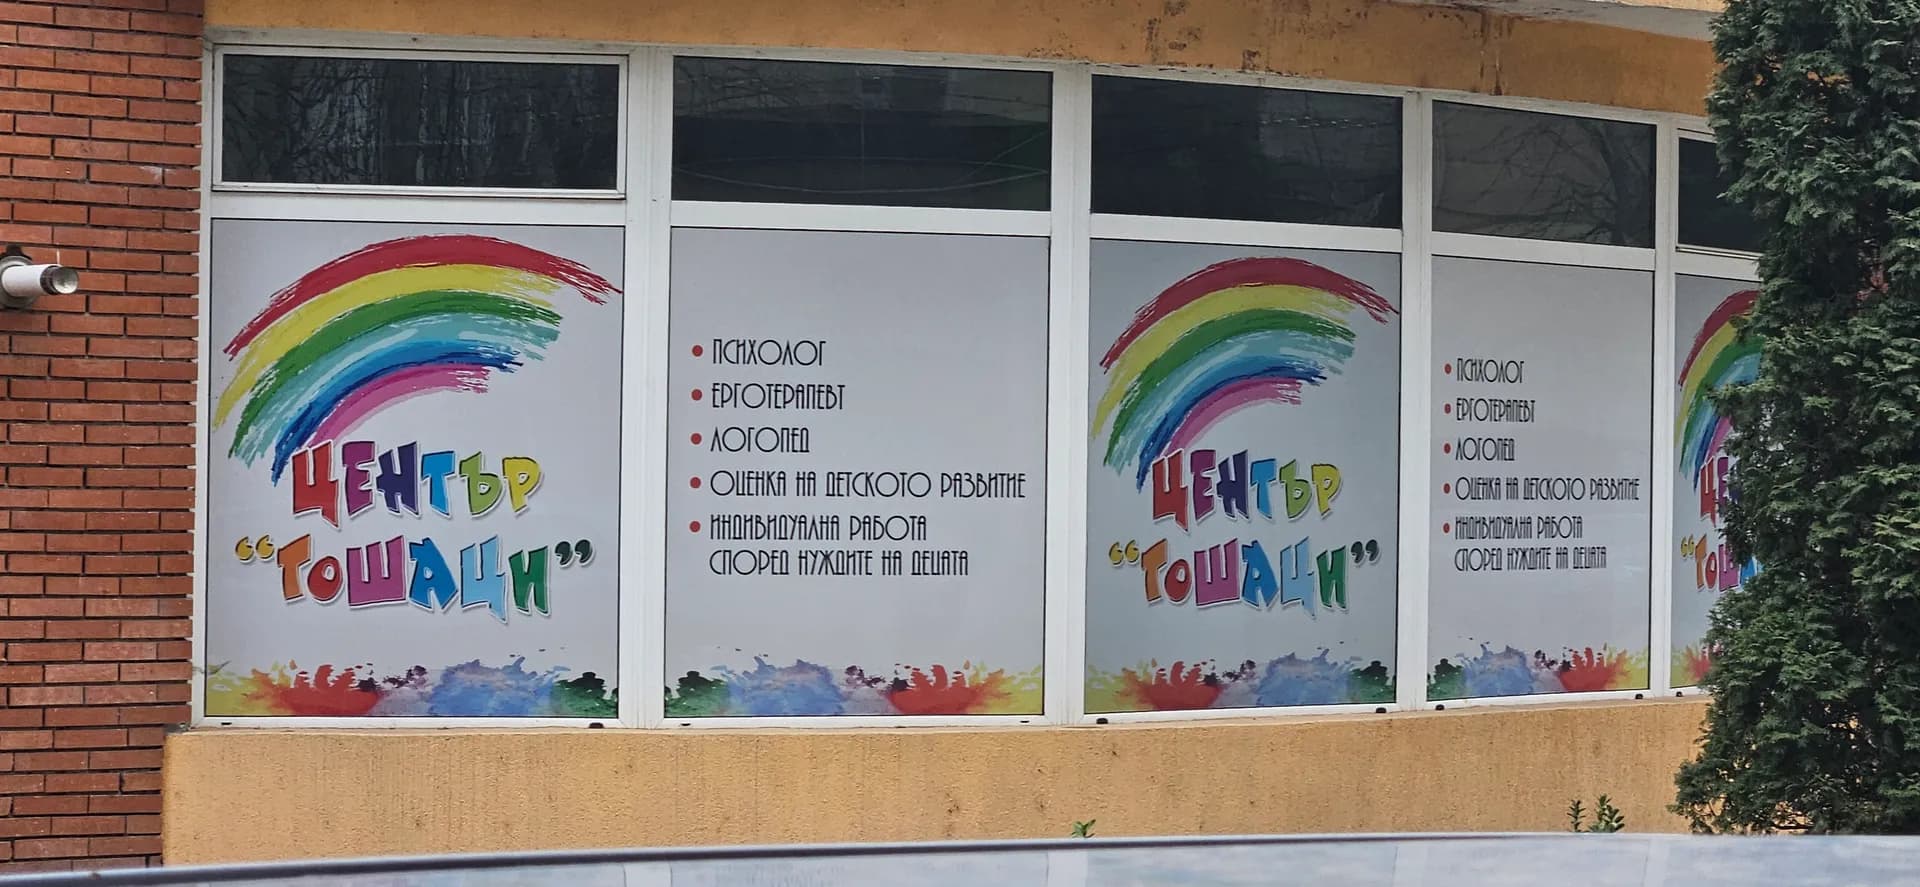 ЦЕНТЪР
“ТОШАЦИ”
• ПСИХОЛОГ
• ЕРГОТЕРАПЕВТ
• ЛОГОПЕД
• ОЦЕНКА НА ДЕТСКОТО РАЗВИТИЕ
• ИНДИВИДУАЛНА РАБОТА
СПОРЕД НУЖДИТЕ НА ДЕЦАТА
ЦЕНТЪР
“ТОШАЦИ”
• ПСИХОЛОГ
• ЕРГОТЕРАПЕВТ
• ЛОГОПЕД
• ОЦЕНКА НА ДЕТСКОТО РАЗВИТИЕ
• ИНДИВИДУАЛНА РАБОТА
СПОРЕД НУЖДИТЕ НА ДЕЦАТА